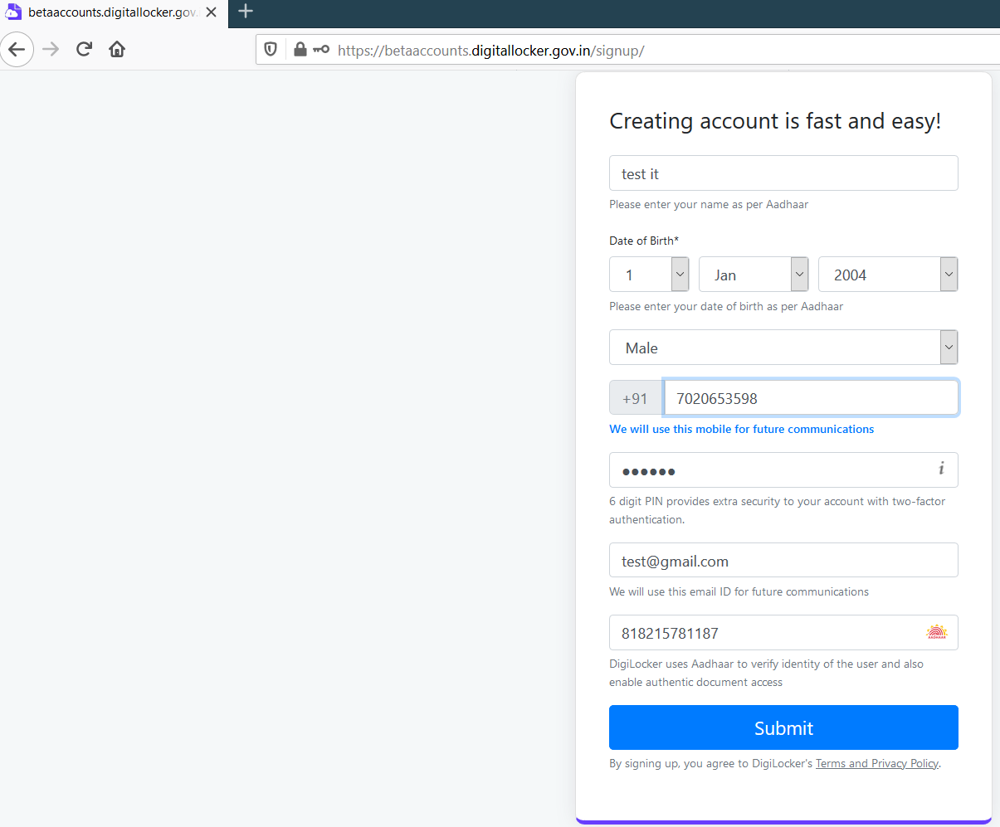 betaaccounts.digitallocker.gov.
https://betaaccounts.digitallocker.gov.in/signup/
Creating account is fast and easy!
test it
Please enter your name as per Aadhaar
Date of Birth*
1 Jan 2004
Please enter your date of birth as per Aadhaar
Male
+91 7020653598
We will use this mobile for future communications
●●●●●● i
6 digit PIN provides extra security to your account with two-factor
authentication.
test@gmail.com
We will use this email ID for future communications
818215781187
AADHAAR
DigiLocker uses Aadhaar to verify identity of the user and also
enable authentic document access
Submit
By signing up, you agree to DigiLocker's Terms and Privacy Policy.